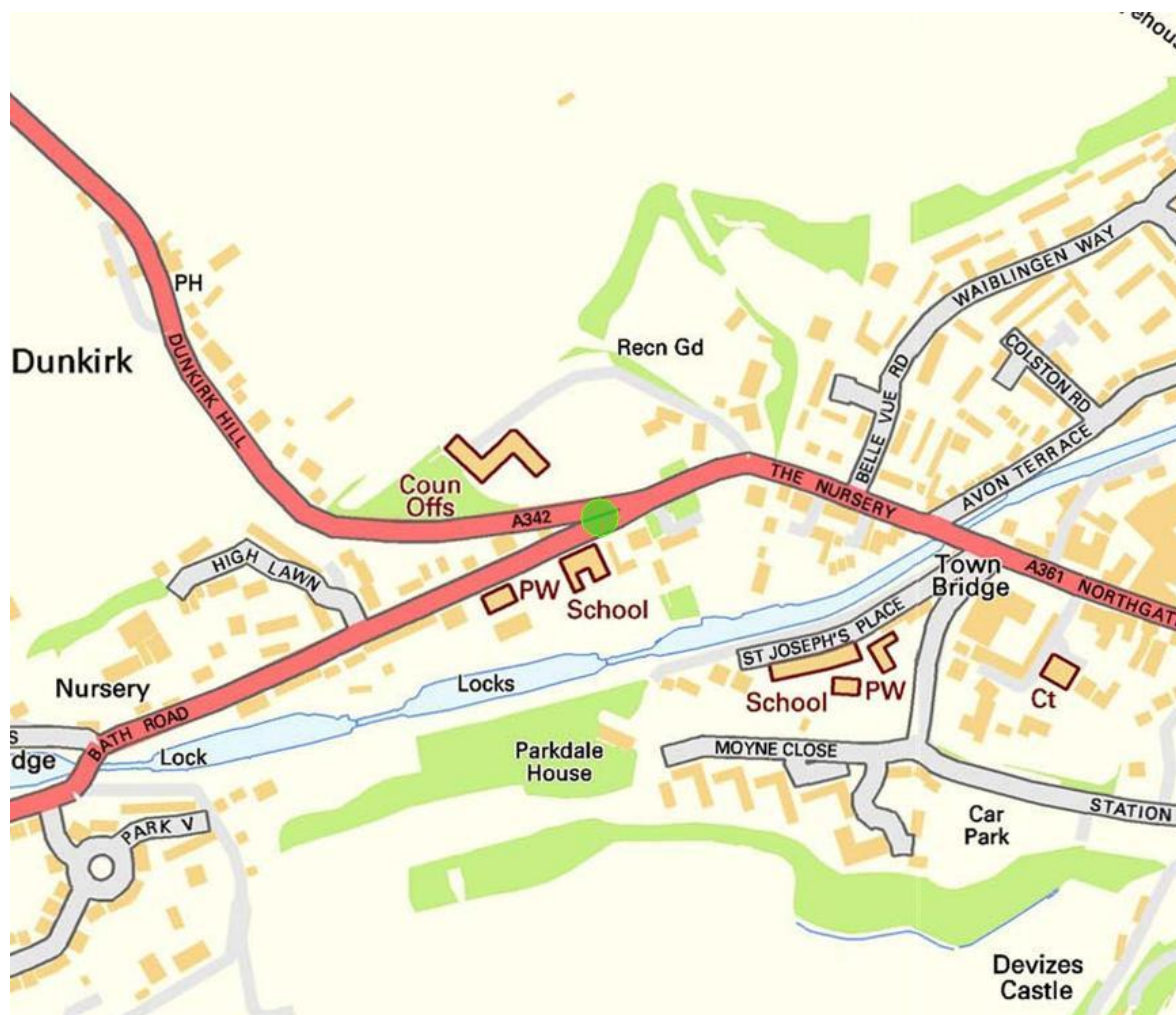 PH
Dunkirk
DUNKIRK HILL
Recn Gd
WAIBLINGEN WAY
COLSTON RD
BELLE VUE RD
AVON TERRACE
THE NURSERY
Coun
Offs
A342
HIGH LAWN
PW
School
Town
Bridge
A361 NORTHGAT
ST JOSEPH'S PLACE
School
PW
Ct
Nursery
Locks
BATH ROAD
Lock
dge
Parkdale
House
MOYNE CLOSE
STATION
Car
Park
PARK V
Devizes
Castle